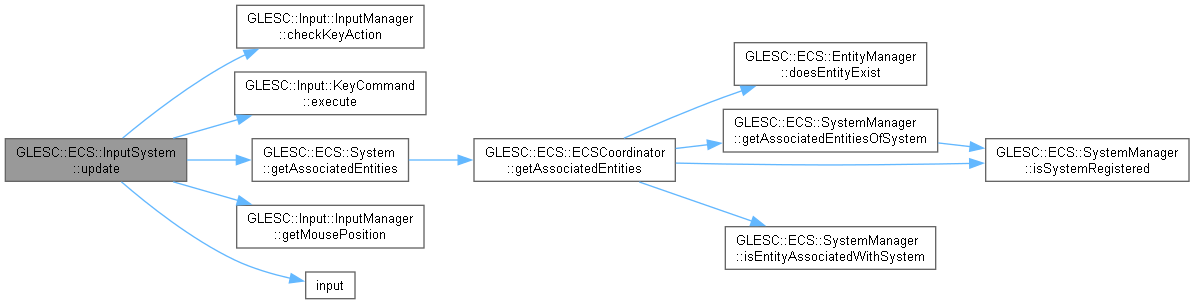 GLESC::ECS::InputSystem
::update
GLESC::Input::InputManager
::checkKeyAction
GLESC::Input::KeyCommand
::execute
GLESC::ECS::System
::getAssociatedEntities
GLESC::Input::InputManager
::getMousePosition
input
GLESC::ECS::ECSCoordinator
::getAssociatedEntities
GLESC::ECS::EntityManager
::doesEntityExist
GLESC::ECS::SystemManager
::getAssociatedEntitiesOfSystem
GLESC::ECS::SystemManager
::isEntityAssociatedWithSystem
GLESC::ECS::SystemManager
::isSystemRegistered